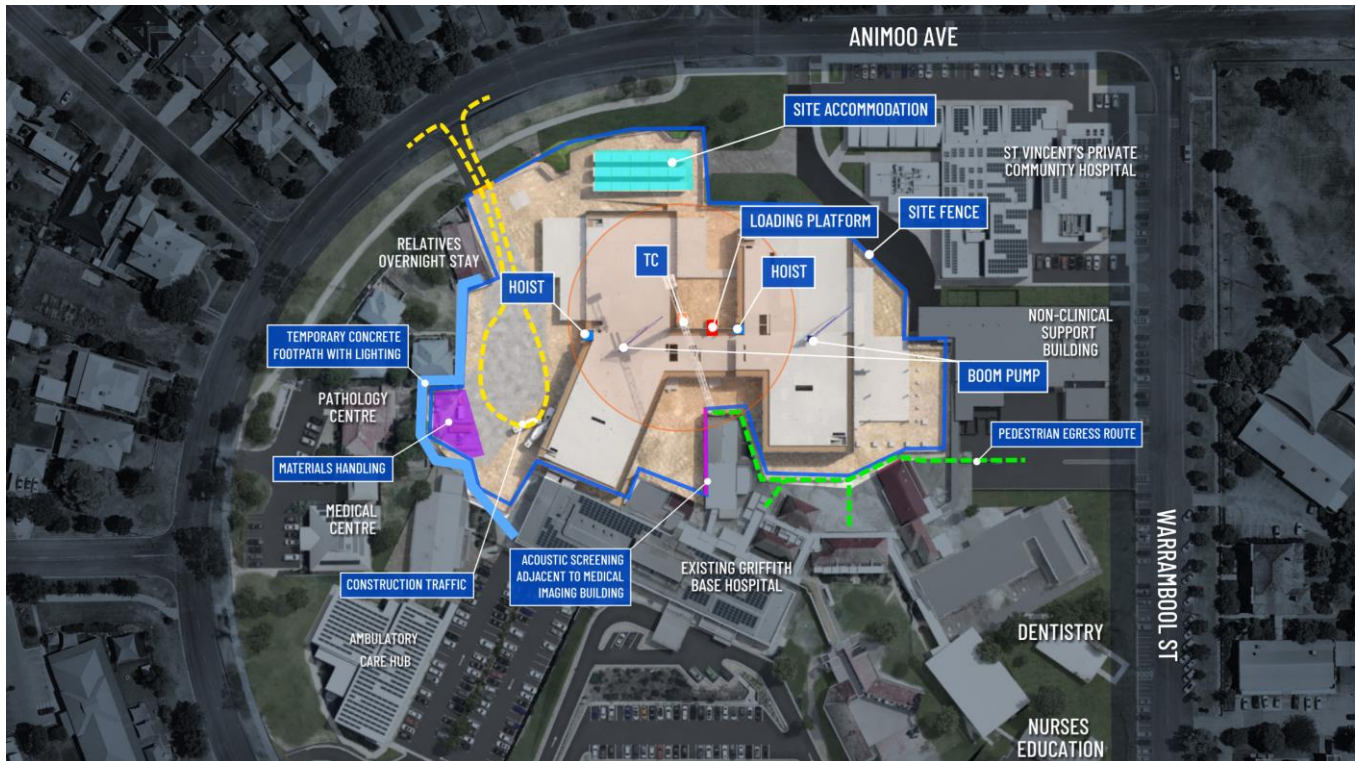 ANIMOO AVE
SITE ACCOMMODATION
ST VINCENT'S PRIVATE
COMMUNITY HOSPITAL
LOADING PLATFORM
SITE FENCE
RELATIVES
OVERNIGHT STAY
TC
HOIST
HOIST
NON-CLINICAL
SUPPORT
BUILDING
TEMPORARY CONCRETE
FOOTPATH WITH LIGHTING
BOOM PUMP
PATHOLOGY
CENTRE
PEDESTRIAN EGRESS ROUTE
MATERIALS HANDLING
MEDICAL
CENTRE
CONSTRUCTION TRAFFIC
ACOUSTIC SCREENING
ADJACENT TO MEDICAL
IMAGING BUILDING
EXISTING GRIFFITH
BASE HOSPITAL
WARRAMBOOL ST
AMBULATORY
CARE HUB
DENTISTRY
NURSES
EDUCATION